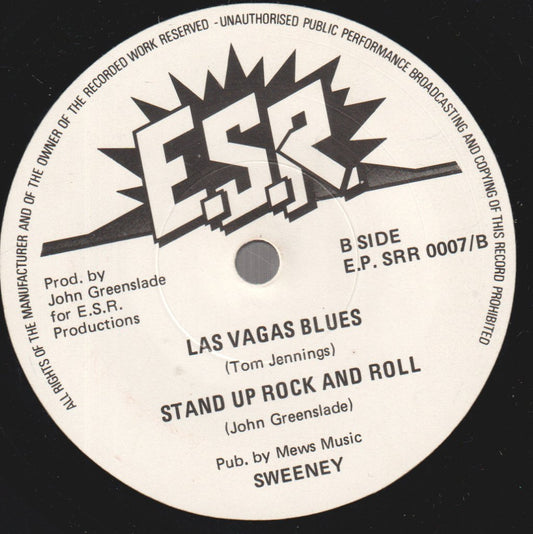 ALL RIGHTS OF THE MANUFACTURER AND OF THE OWNER OF THE RECORDED WORK RESERVED - UNAUTHORISED PUBLIC PERFORMANCE BROADCASTING AND COPYING OF THIS RECORD PROHIBITED
E.S.R.
B SIDE
E.P. SRR 0007/B
Prod. by
John Greenslade
for E.S.R.
Productions
LAS VAGAS BLUES
(Tom Jennings)
STAND UP ROCK AND ROLL
(John Greenslade)
Pub. by Mews Music
SWEENEY